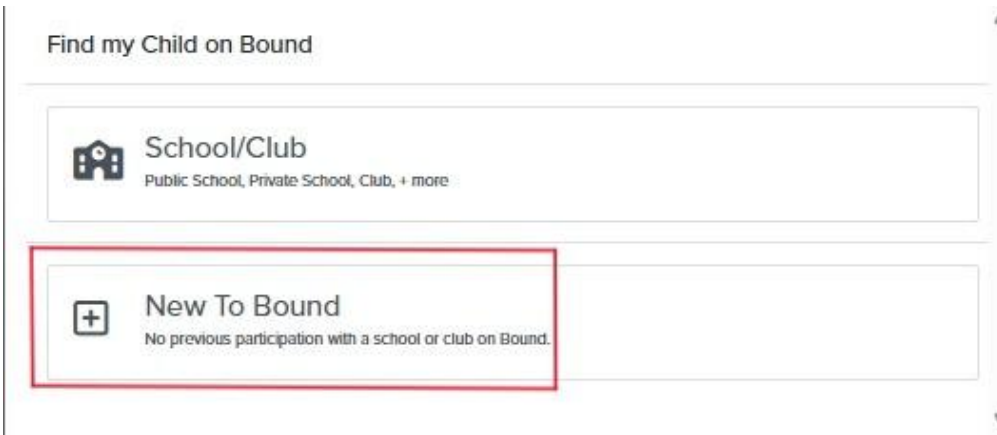 Find my Child on Bound
School/Club
Public School, Private School, Club, + more
New To Bound
No previous participation with a school or club on Bound.